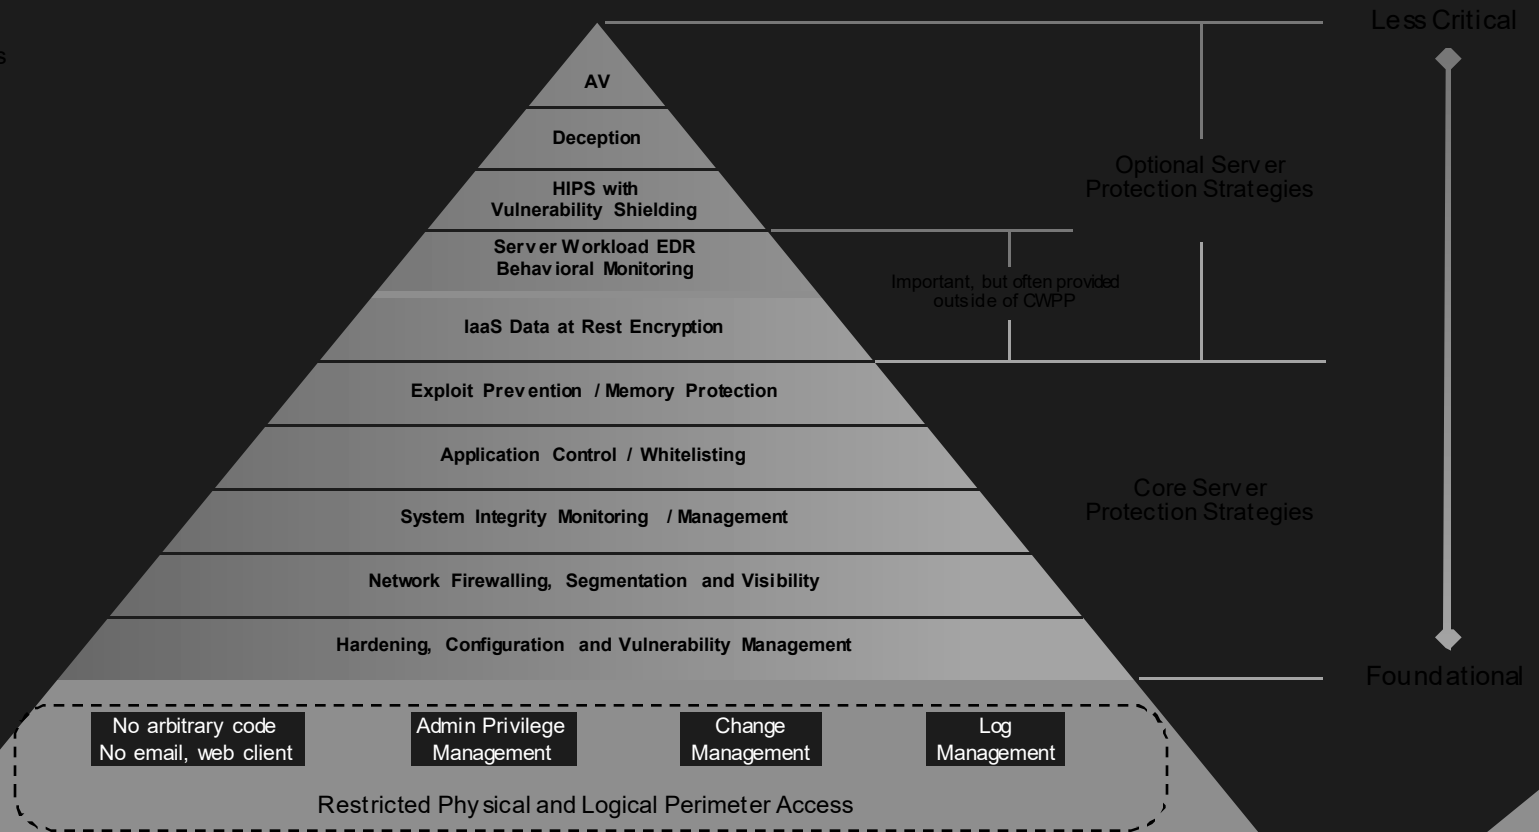 Less Critical
s
AV
Deception
HIPS with
Vulnerability Shielding
Server Workload EDR
Behavioral Monitoring
IaaS Data at Rest Encryption
Exploit Prevention / Memory Protection
Application Control / Whitelisting
System Integrity Monitoring / Management
Network Firewalling, Segmentation and Visibility
Hardening, Configuration and Vulnerability Management
Optional Server
Protection Strategies
Important, but often provided
outside of CWPP
Core Server
Protection Strategies
Foundational
No arbitrary code
No email, web client
Admin Privilege
Management
Change
Management
Log
Management
Restricted Physical and Logical Perimeter Access